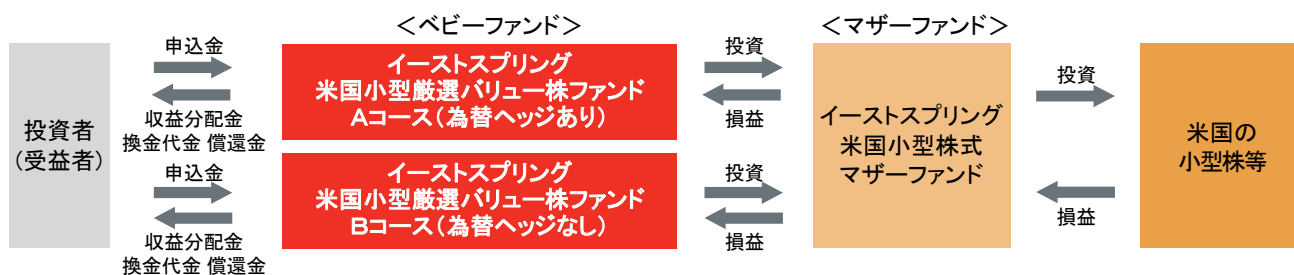 ＜ベビーファンド＞
＜マザーファンド＞
投資者
(受益者)
申込金
収益分配金
換金代金 償還金
イーストスプリング
米国小型厳選バリュー株ファンド
Aコース(為替ヘッジあり)
投資
損益
申込金
収益分配金
換金代金 償還金
イーストスプリング
米国小型厳選バリュー株ファンド
Bコース(為替ヘッジなし)
投資
損益
イーストスプリング
米国小型株式
マザーファンド
投資
損益
米国の
小型株等